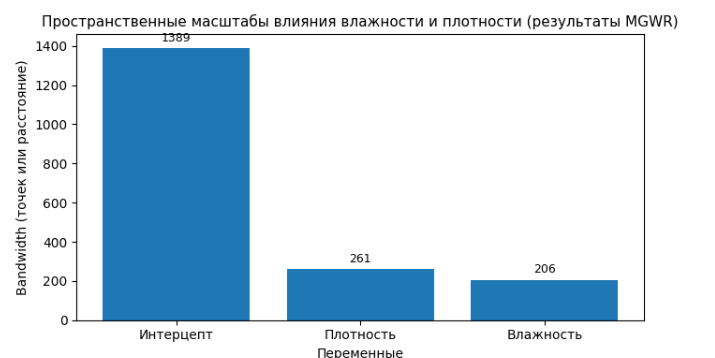 Пространственные масштабы влияния влажности и плотности (результаты MGWR)
Bandwidth (точек или расстояние)
1400
1200
1000
800
600
400
200
0
1389
261
206
Интерцепт Плотность Влажность
Переменные